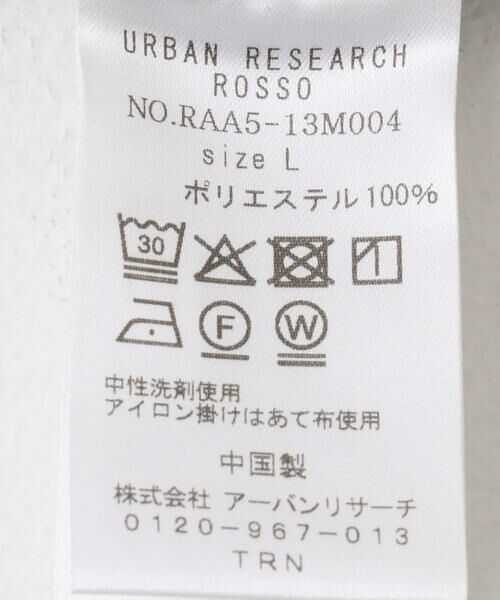 URBAN RESEARCH
ROSSO
NO.RAA5-13M004
size L
ポリエステル100%
30
F W
中性洗剤使用
アイロン掛けはあて布使用
中国製
株式会社 アーバンリサーチ
0120-967-013
TRN